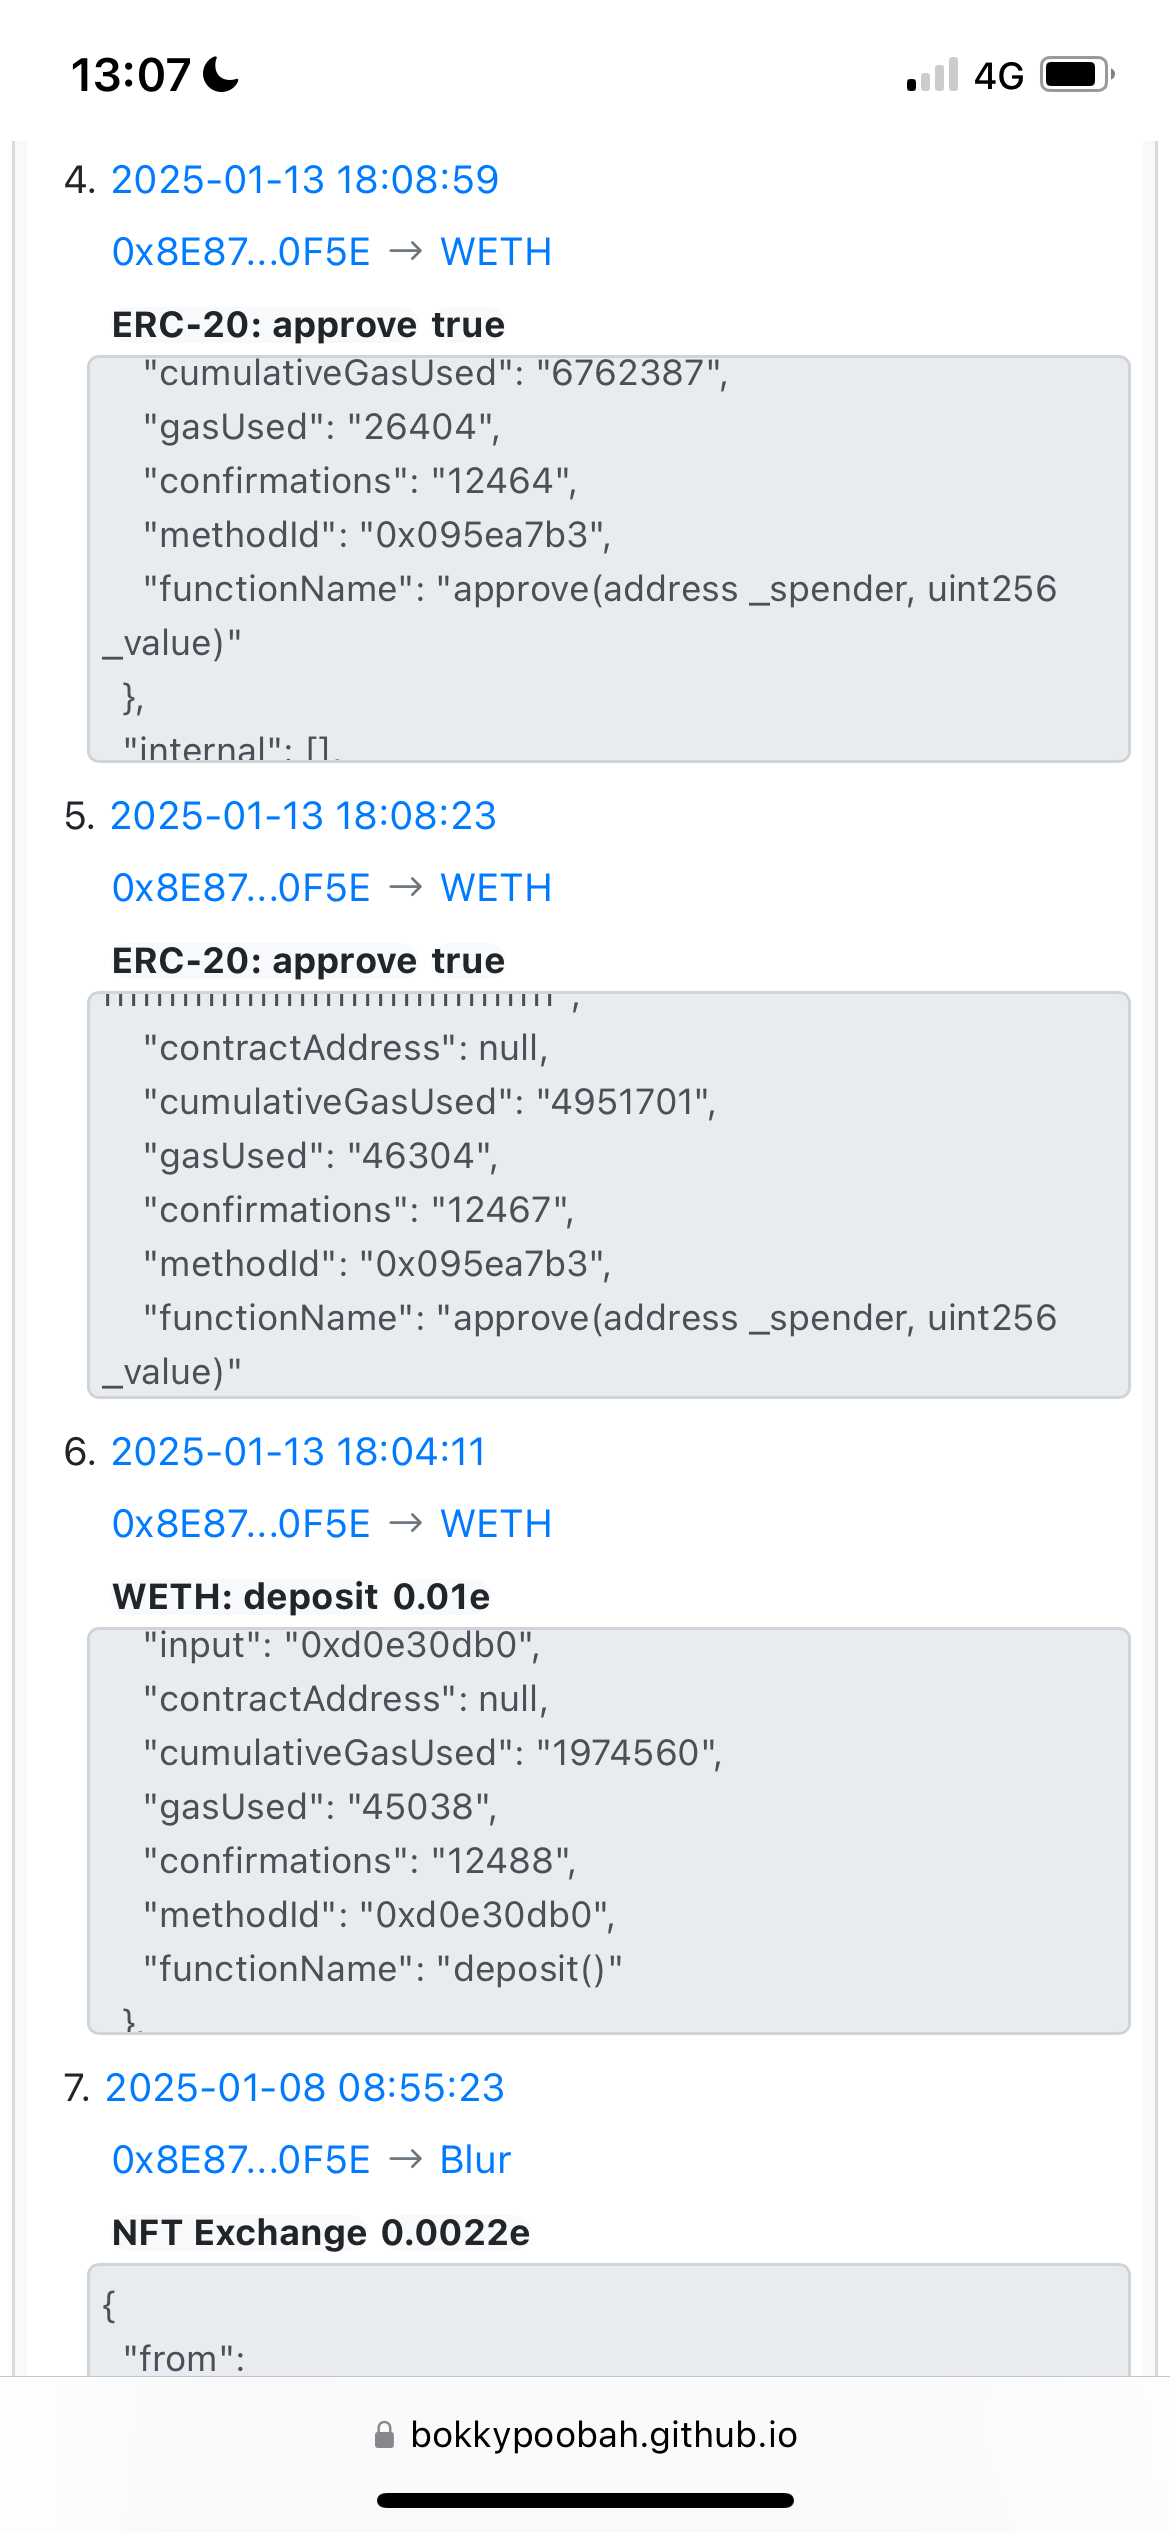 13:07
4G
4. 2025-01-13 18:08:59
0x8E87...0F5E → WETH
ERC-20: approve true
"cumulativeGasUsed": "6762387",
"gasUsed": "26404",
"confirmations": "12464",
"methodId": "0x095ea7b3",
"functionName": "approve(address _spender, uint256
_value)"
},
"internal": [],
5. 2025-01-13 18:08:23
0x8E87...0F5E → WETH
ERC-20: approve true
"contractAddress": null,
"cumulativeGasUsed": "4951701",
"gasUsed": "46304",
"confirmations": "12467",
"methodId": "0x095ea7b3",
"functionName": "approve(address _spender, uint256
_value)"
6. 2025-01-13 18:04:11
0x8E87...0F5E → WETH
WETH: deposit 0.01e
"input": "0xd0e30db0",
"contractAddress": null,
"cumulativeGasUsed": "1974560",
"gasUsed": "45038",
"confirmations": "12488",
"methodId": "0xd0e30db0",
"functionName": "deposit()"
},
7. 2025-01-08 08:55:23
0x8E87...0F5E → Blur
NFT Exchange 0.0022e
{
"from":
bokkypoobah.github.io